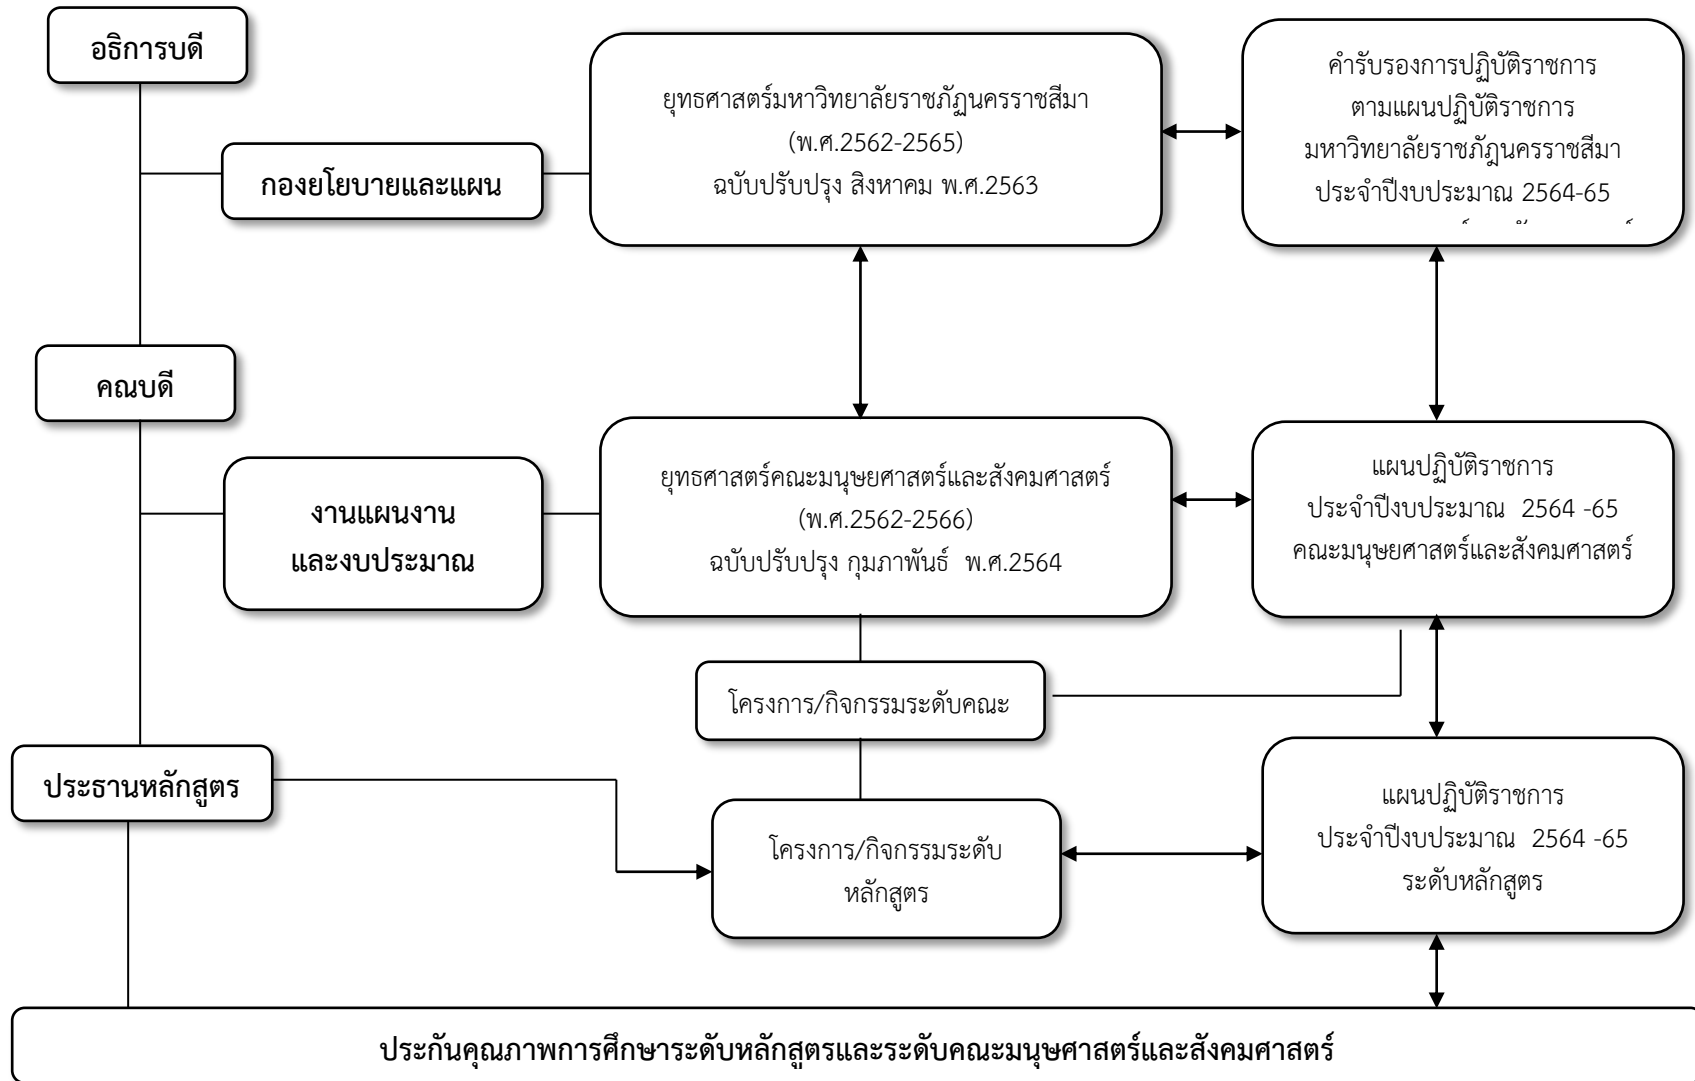 อธิการบดี
กองยโยบายและแผน
ยุทธศาสตร์มหาวิทยาลัยราชภัฏนครราชสีมา
(พ.ศ.2562-2565)
ฉบับปรับปรุง สิงหาคม พ.ศ.2563
คำรับรองการปฏิบัติราชการ
ตามแผนปฏิบัติราชการ
มหาวิทยาลัยราชภัฎนครราชสีมา
ประจำปีงบประมาณ 2564-65
คณบดี
งานแผนงาน
และงบประมาณ
ยุทธศาสตร์คณะมนุษยศาสตร์และสังคมศาสตร์
(พ.ศ.2562-2566)
ฉบับปรับปรุง กุมภาพันธ์ พ.ศ.2564
แผนปฏิบัติราชการ
ประจำปีงบประมาณ 2564 -65
คณะมนุษยศาสตร์และสังคมศาสตร์
โครงการ/กิจกรรมระดับคณะ
ประธานหลักสูตร
โครงการ/กิจกรรมระดับ
หลักสูตร
แผนปฏิบัติราชการ
ประจำปีงบประมาณ 2564 -65
ระดับหลักสูตร
ประกันคุณภาพการศึกษาระดับหลักสูตรและระดับคณะมนุษศาสตร์และสังคมศาสตร์